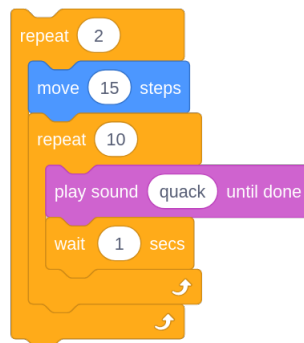 repeat 2
move 15 steps
repeat 10
play sound quack until done
wait 1 secs